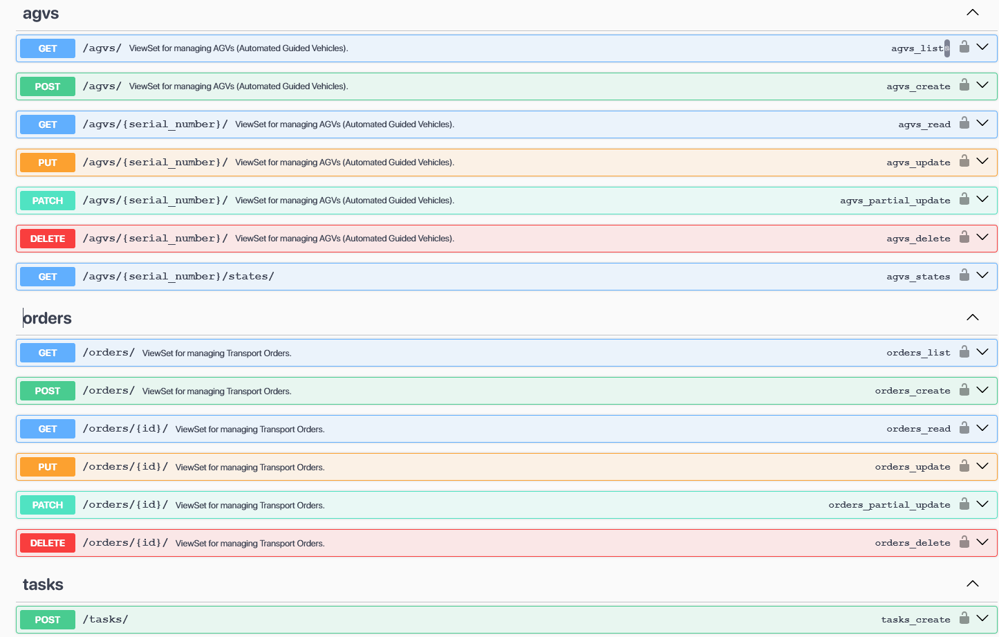 agvs
GET /agvs/ ViewSet for managing AGVs (Automated Guided Vehicles). agvs_list
POST /agvs/ ViewSet for managing AGVs (Automated Guided Vehicles). agvs_create
GET /agvs/{serial_number}/ ViewSet for managing AGVs (Automated Guided Vehicles). agvs_read
PUT /agvs/{serial_number}/ ViewSet for managing AGVs (Automated Guided Vehicles). agvs_update
PATCH /agvs/{serial_number}/ ViewSet for managing AGVs (Automated Guided Vehicles). agvs_partial_update
DELETE /agvs/{serial_number}/ ViewSet for managing AGVs (Automated Guided Vehicles). agvs_delete
GET /agvs/{serial_number}/states/ agvs_states
orders
GET /orders/ ViewSet for managing Transport Orders. orders_list
POST /orders/ ViewSet for managing Transport Orders. orders_create
GET /orders/{id}/ ViewSet for managing Transport Orders. orders_read
PUT /orders/{id}/ ViewSet for managing Transport Orders. orders_update
PATCH /orders/{id}/ ViewSet for managing Transport Orders. orders_partial_update
DELETE /orders/{id}/ ViewSet for managing Transport Orders. orders_delete
tasks
POST /tasks/ tasks_create